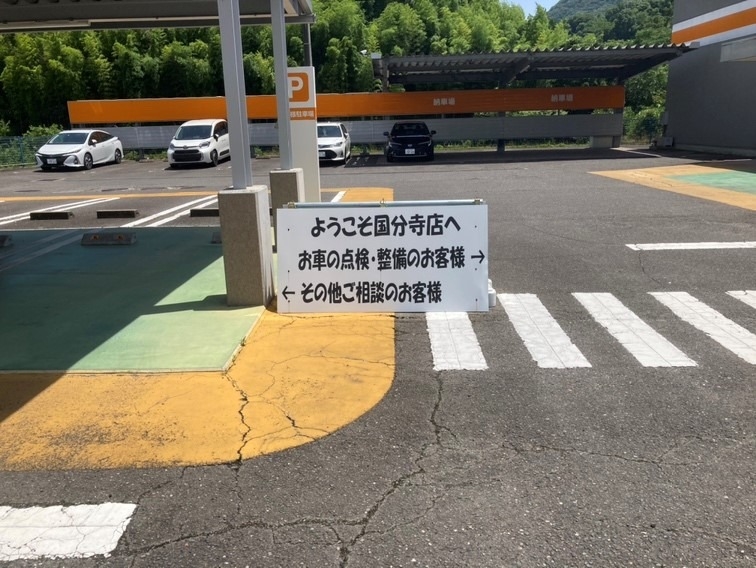 P
納車場
納車場
ようこそ国分寺店へ
お車の点検・整備のお客様→
←その他ご相談のお客様